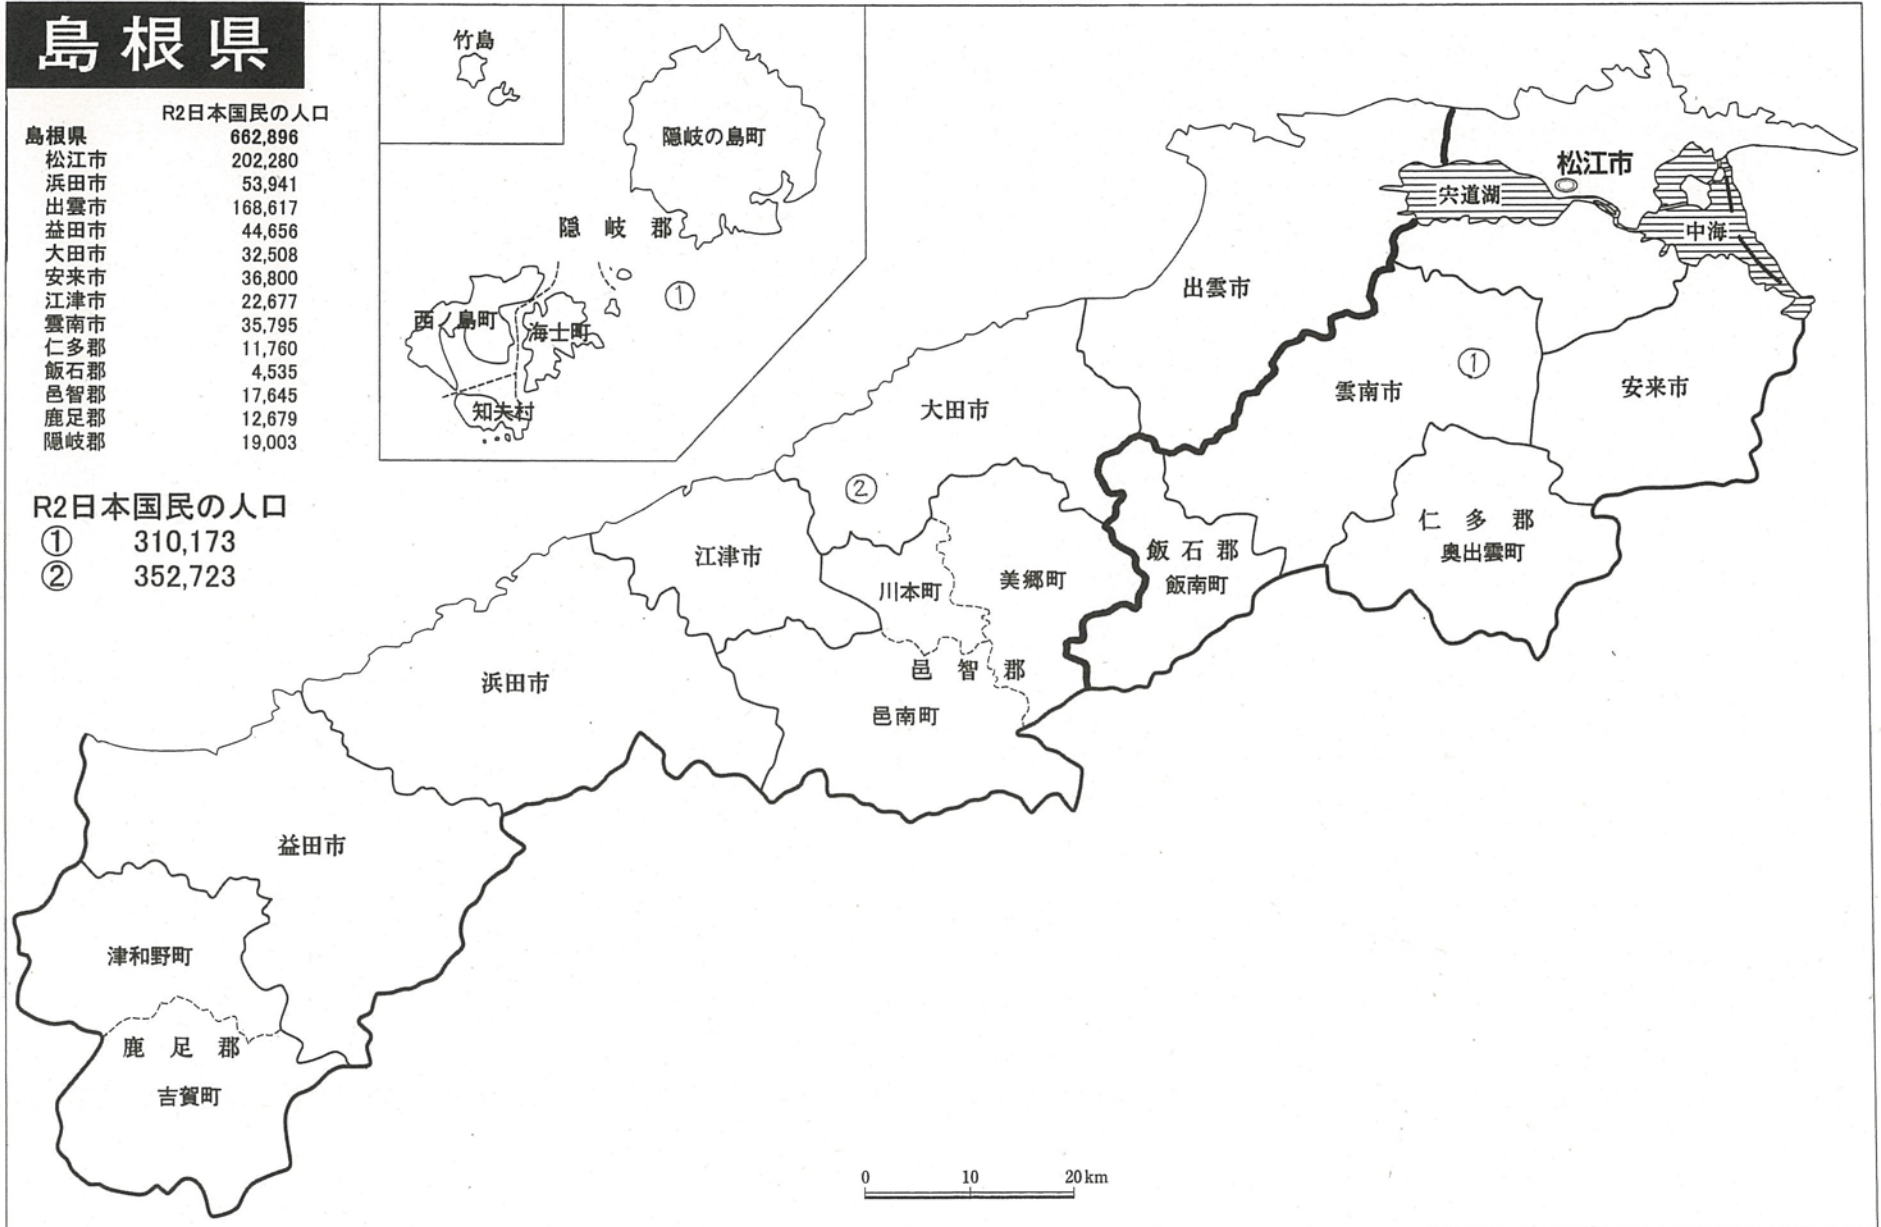 島根県
R2日本国民の人口
島根県 662,896
松江市 202,280
浜田市 53,941
出雲市 168,617
益田市 44,656
大田市 32,508
安来市 36,800
江津市 22,677
雲南市 35,795
仁多郡 11,760
飯石郡 4,535
邑智郡 17,645
鹿足郡 12,679
隠岐郡 19,003
R2日本国民の人口
① 310,173
② 352,723
竹島
隠岐の島町
隠岐郡
①
西ノ島町
海士町
知夫村
松江市
宍道湖
中海
出雲市
①
雲南市
安来市
大田市
②
仁多郡
奥出雲町
飯石郡
飯南町
江津市
川本町
美郷町
邑智郡
邑南町
浜田市
益田市
津和野町
鹿足郡
吉賀町
0 10 20km